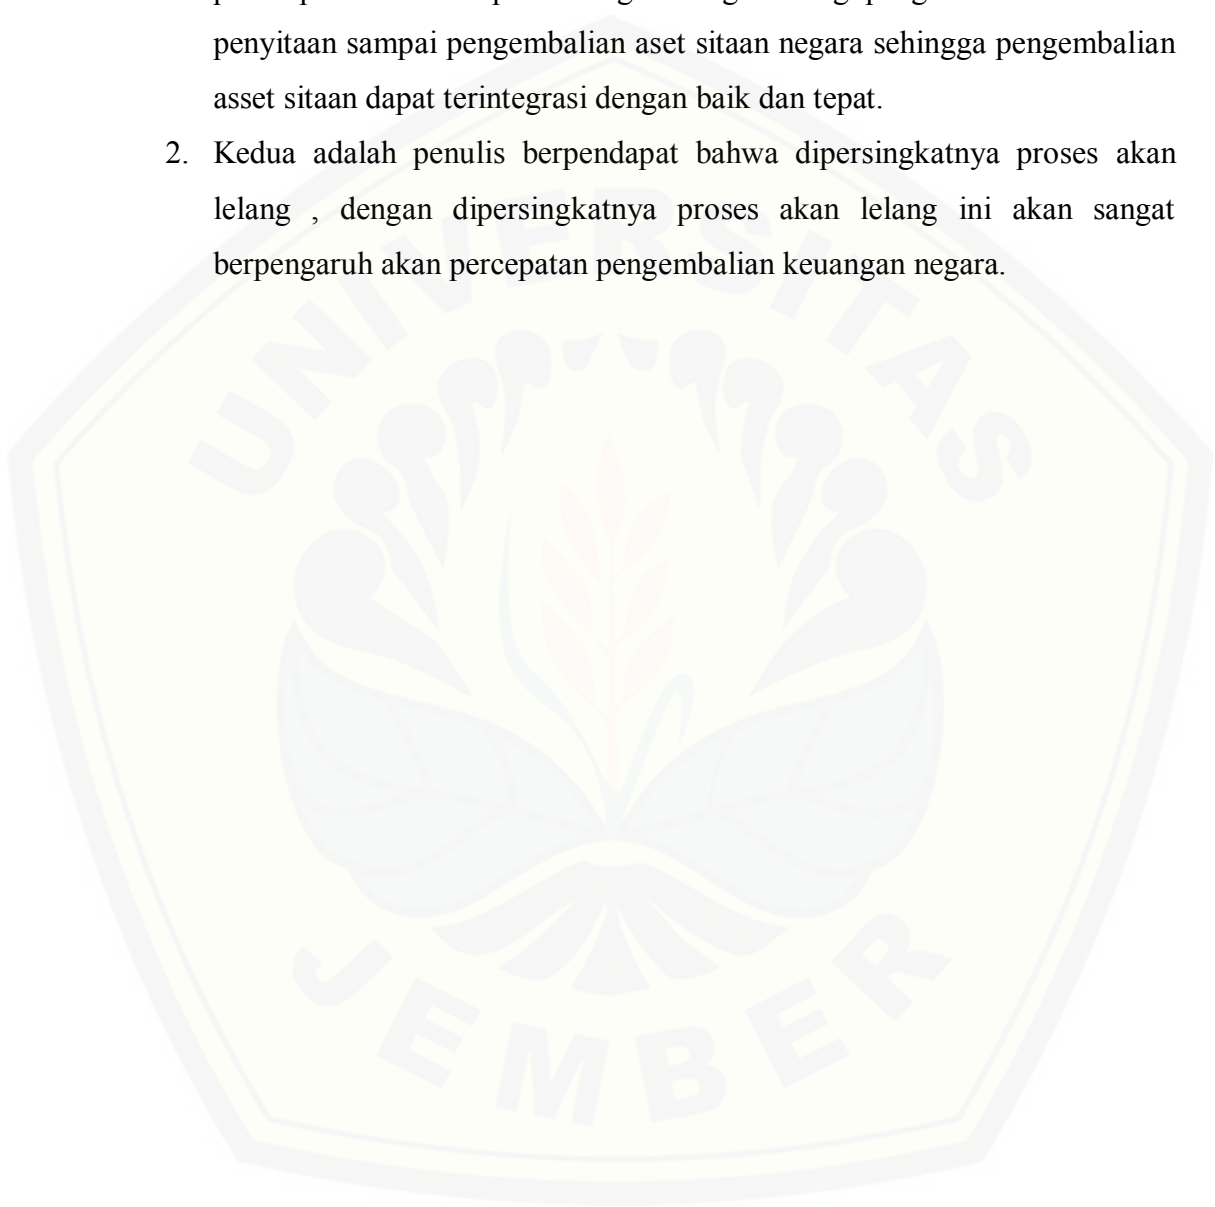 penyitaan sampai pengembalian aset sitaan negara sehingga pengembalian
asset sitaan dapat terintegrasi dengan baik dan tepat.
2. Kedua adalah penulis berpendapat bahwa dipersingkatnya proses akan
lelang , dengan dipersingkatnya proses akan lelang ini akan sangat
berpengaruh akan percepatan pengembalian keuangan negara.
UNIVERSITAS
JEMBER